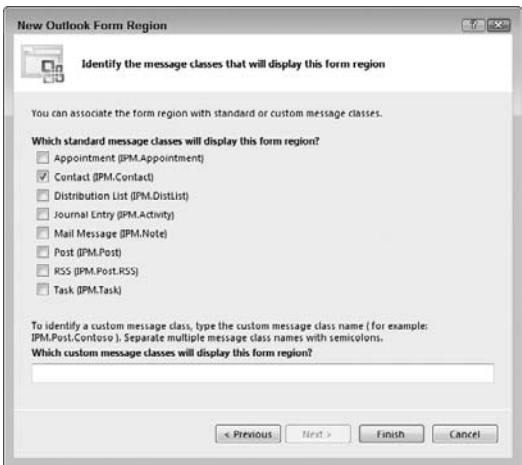 New Outlook Form Region
Identify the message classes that will display this form region
You can associate the form region with standard or custom message classes.
Which standard message classes will display this form region?
Appointment (IPM.Appointment)
Contact (IPM.Contact)
Distribution List (IPM.DistList)
Journal Entry (IPM.Activity)
Mail Message (IPM.Note)
Post (IPM.Post)
RSS (IPM.Post.RSS)
Task (IPM.Task)
To identify a custom message class, type the custom message class name ( for example:
IPM.Post.Contoso ). Separate multiple message class names with semicolons.
Which custom message classes will display this form region?
< Previous Next > Finish Cancel